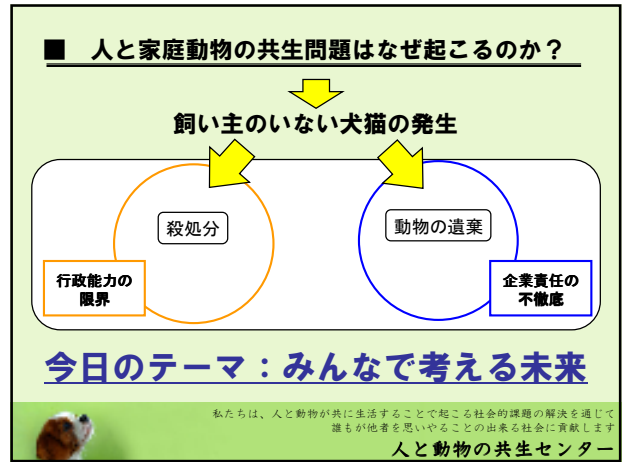 ■ 人と家庭動物の共生問題はなぜ起こるのか？
飼い主のいない犬猫の発生
殺処分
動物の遺棄
行政能力の
限界
企業責任の
不徹底
今日のテーマ：みんなで考える未来
私たちは、人と動物が共に生活することで起こる社会的課題の解決を通じて
誰もが他者を思いやることの出来る社会に貢献します
人と動物の共生センター